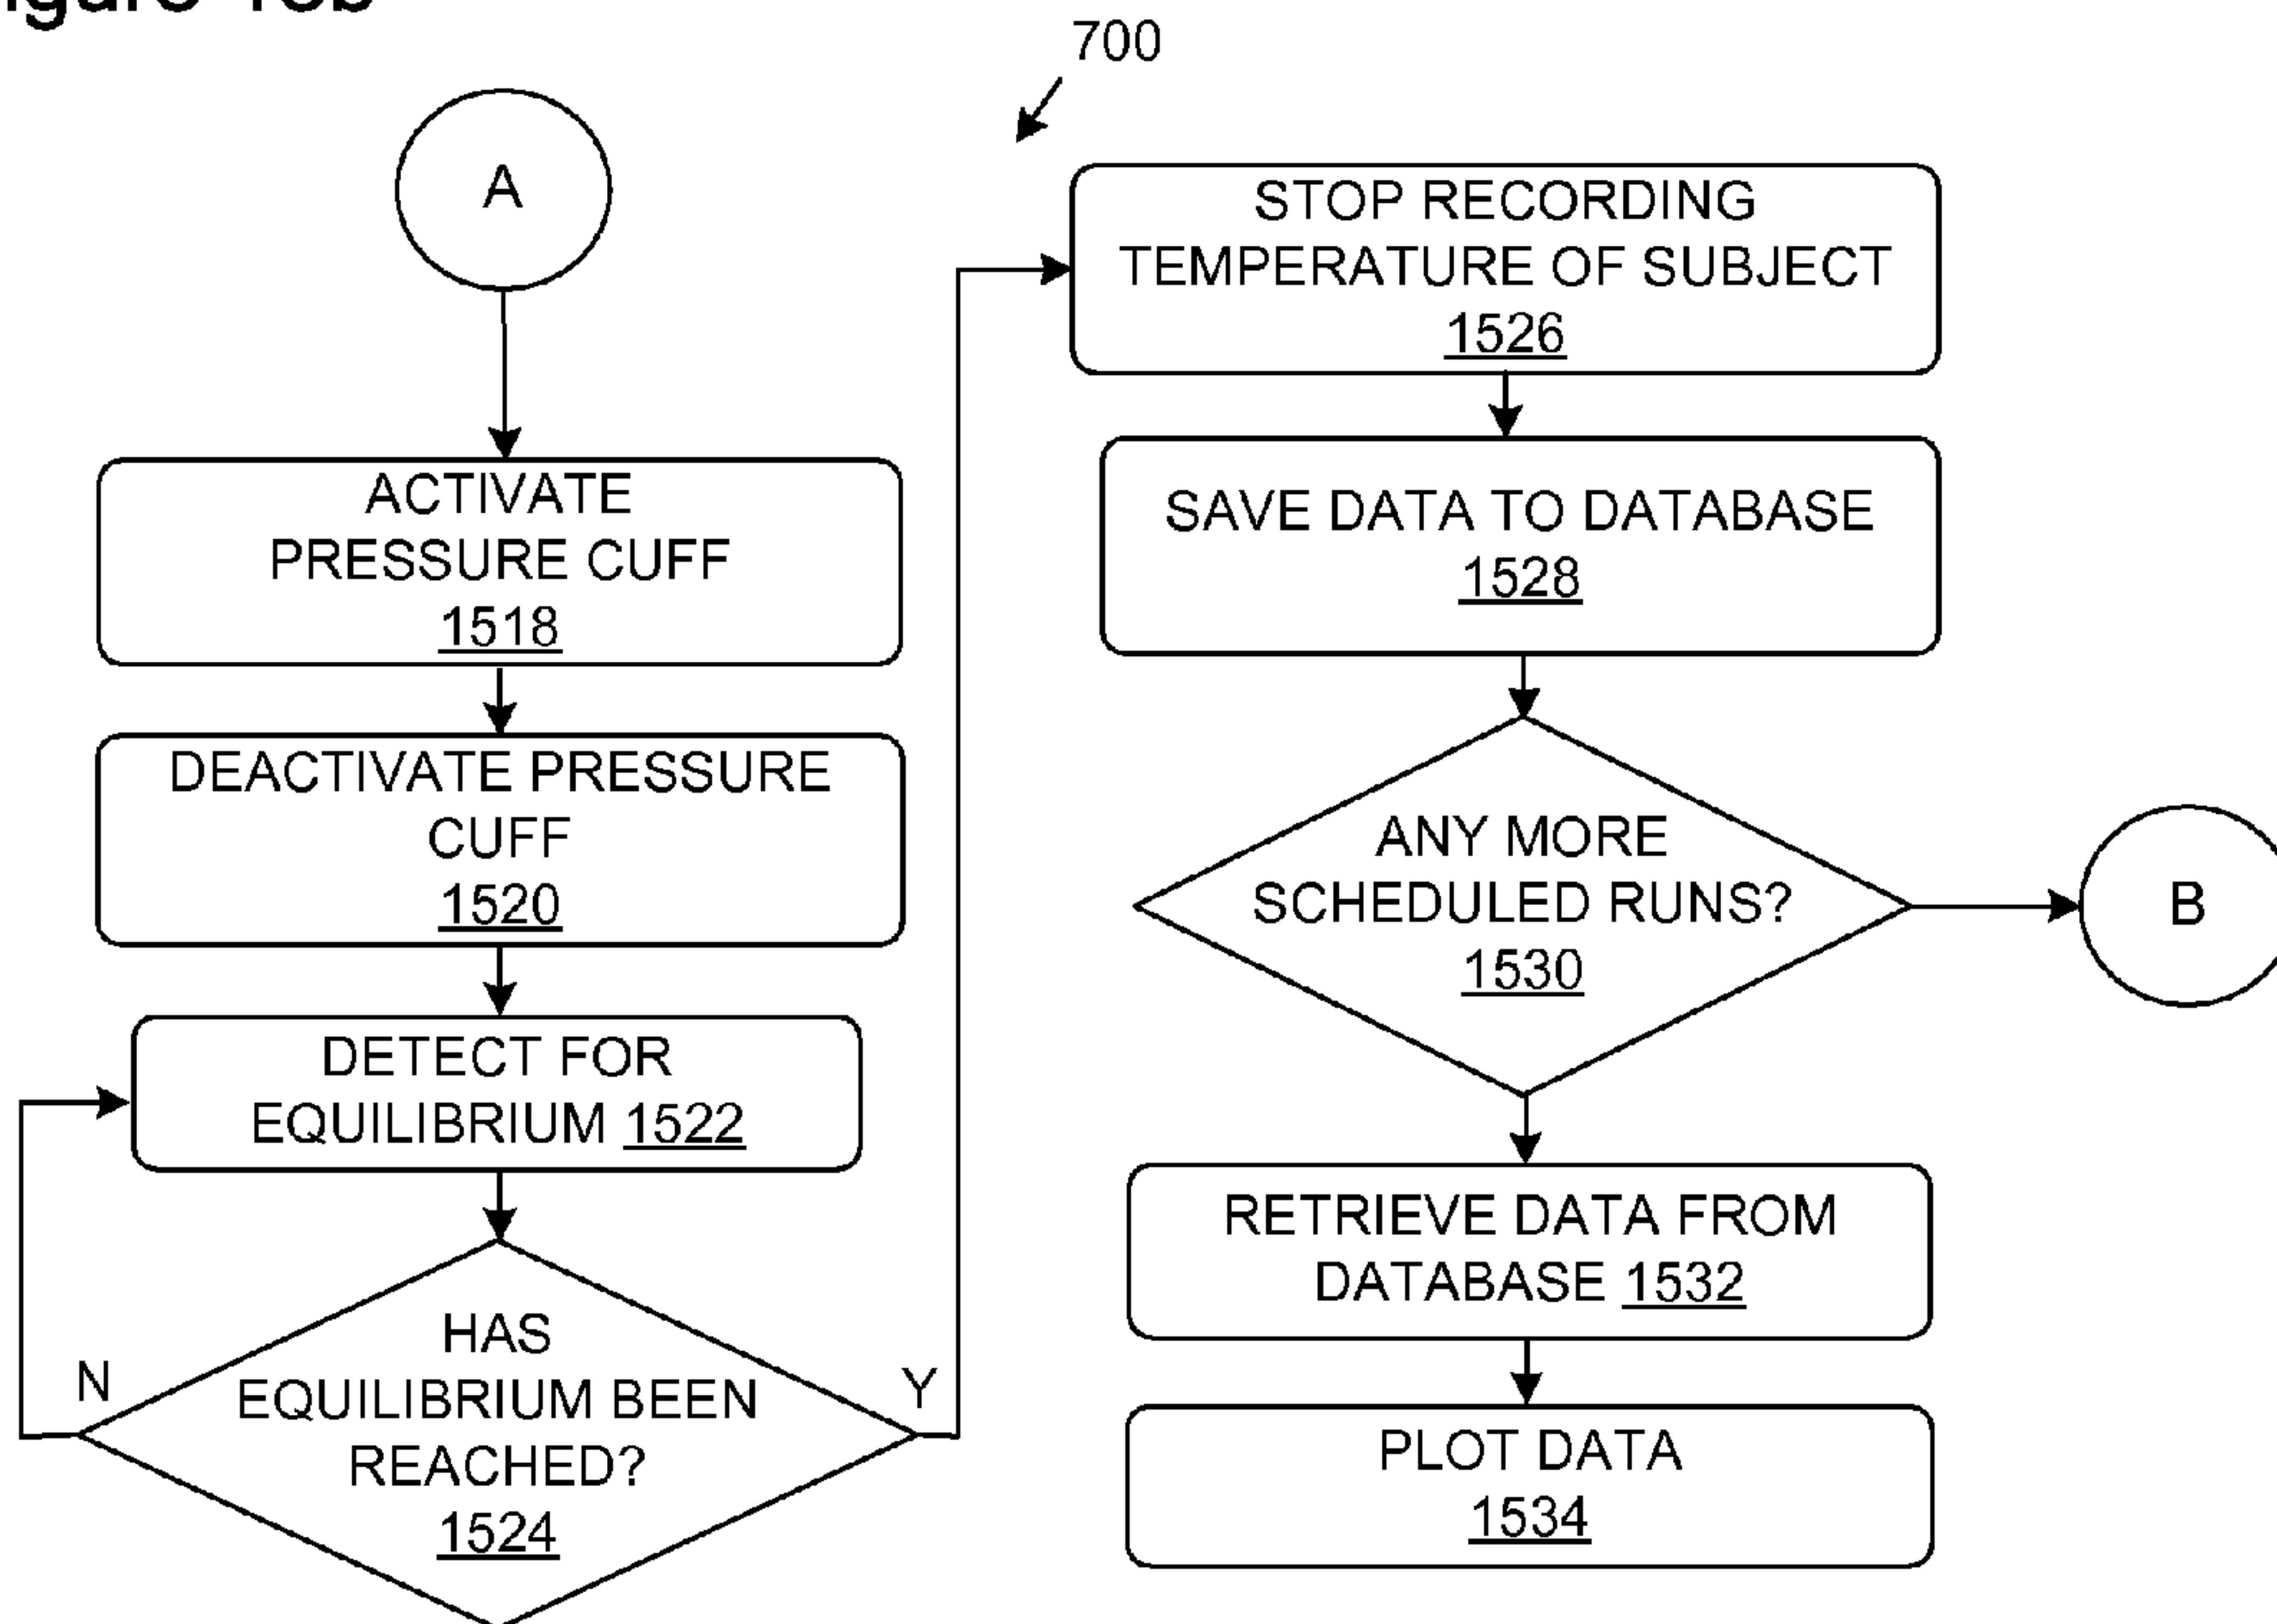 700
A
ACTIVATE
PRESSURE CUFF
1518
DEACTIVATE PRESSURE
CUFF
1520
DETECT FOR
EQUILIBRIUM 1522
HAS
EQUILIBRIUM BEEN
REACHED?
1524
N
Y
STOP RECORDING
TEMPERATURE OF SUBJECT
1526
SAVE DATA TO DATABASE
1528
ANY MORE
SCHEDULED RUNS?
1530
B
RETRIEVE DATA FROM
DATABASE 1532
PLOT DATA
1534